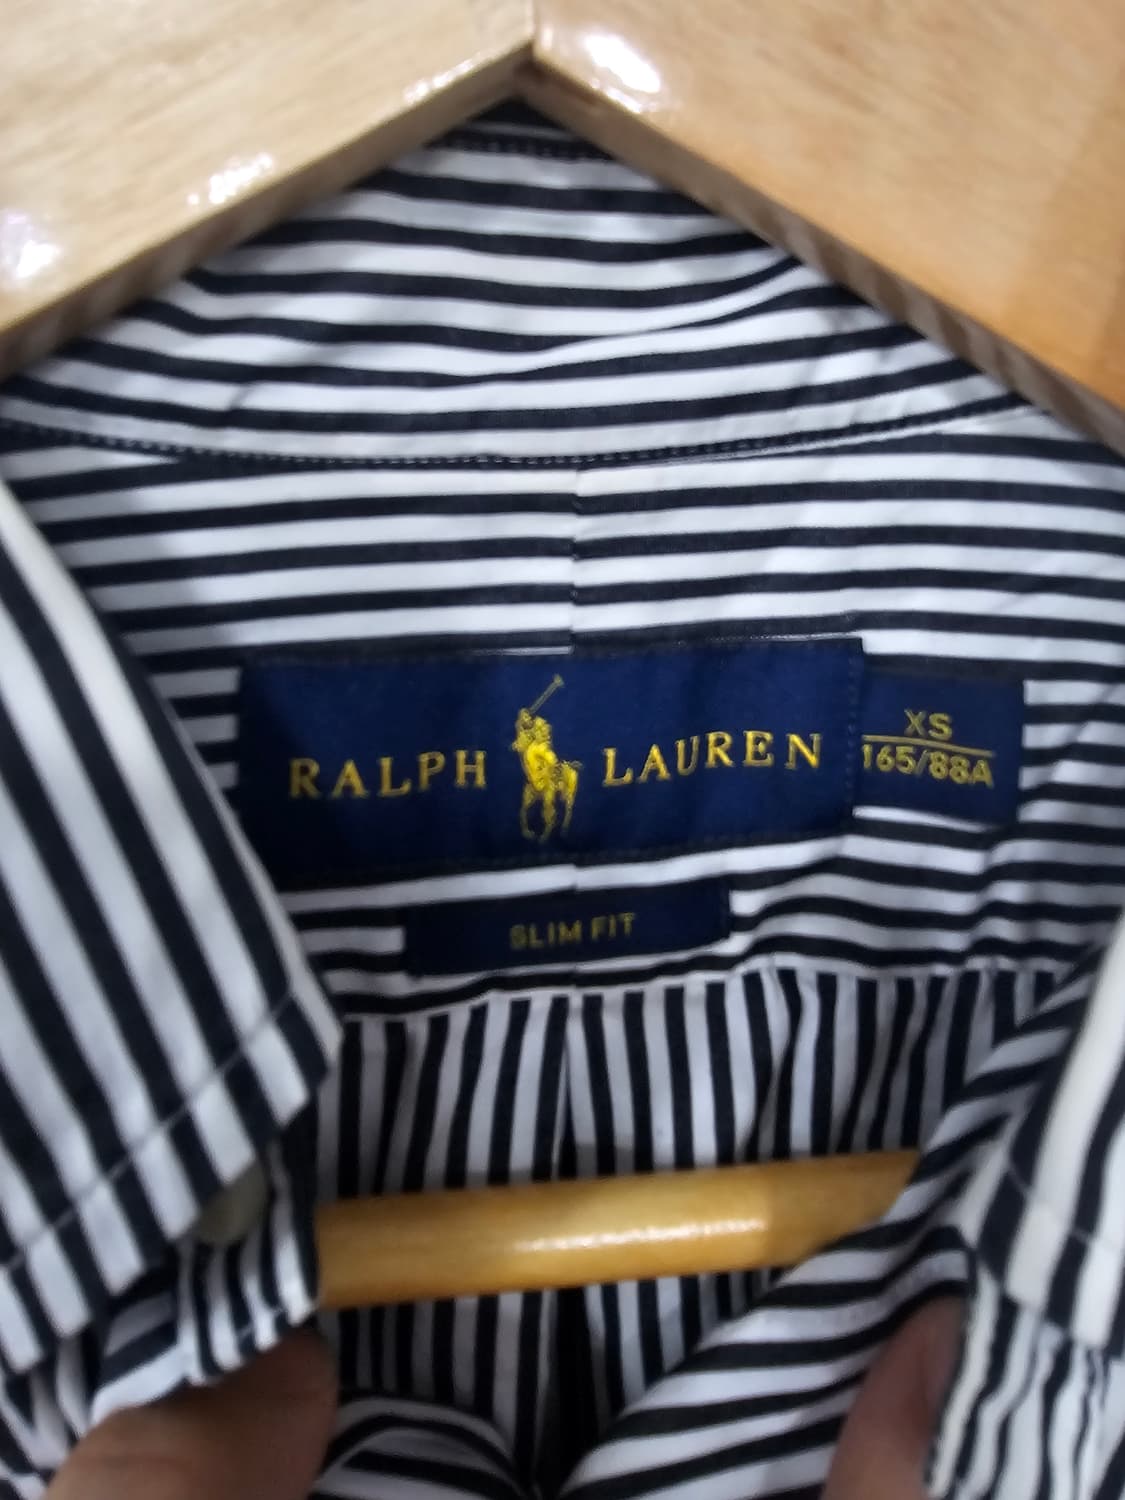 RALPH LAUREN
XS
165/88A
SLIM FIT